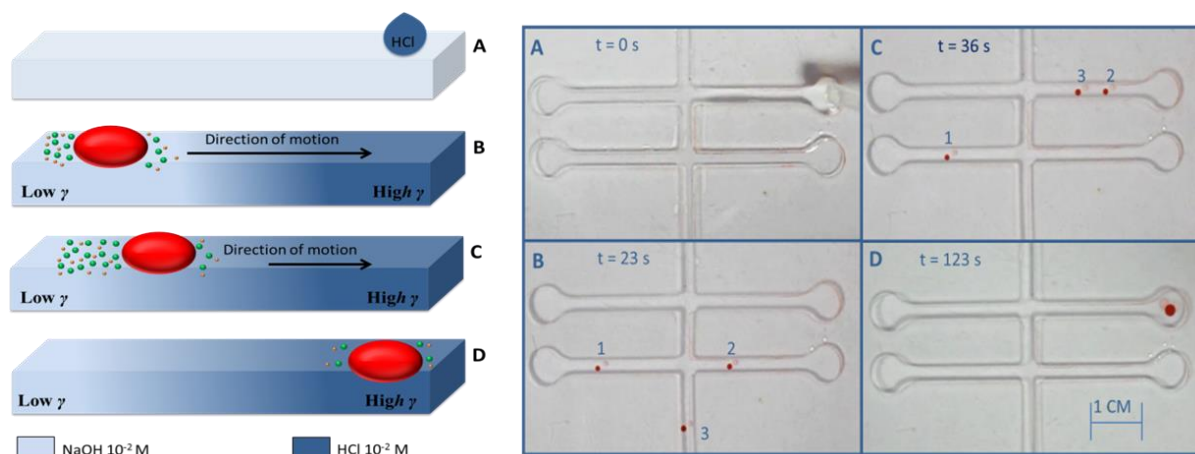 HCl
A
Direction of motion
B
Low γ
High γ
Direction of motion
C
Low γ
High γ
D
Low γ
High γ
NaOH 10⁻² M
HCl 10⁻² M
A
t = 0 s
B
t = 23 s
1
2
3
C
t = 36 s
3
2
1
D
t = 123 s
1 CM